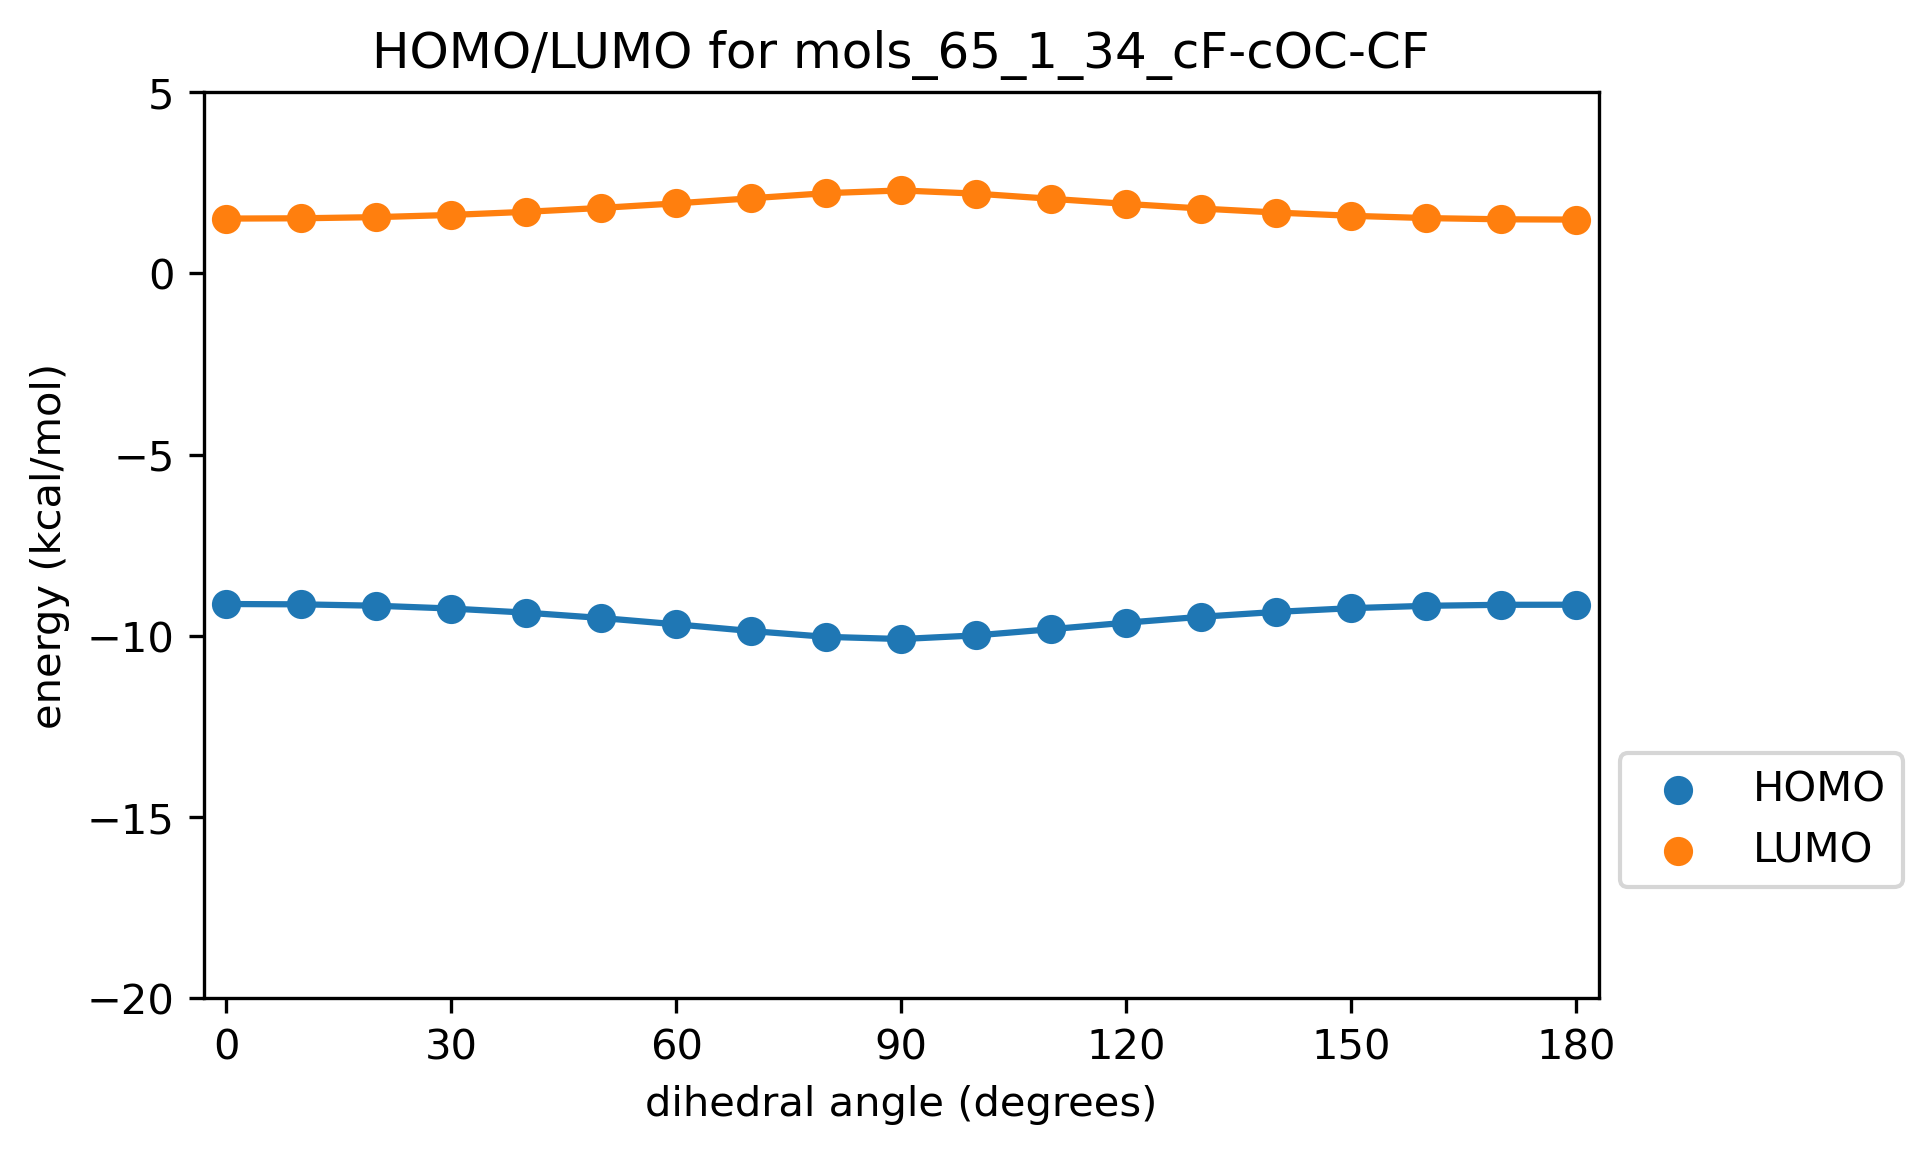 HOMO/LUMO for mols_65_1_34_cF-cOC-CF
5
0
−5
−10
−15
−20
energy (kcal/mol)
0 30 60 90 120 150 180
dihedral angle (degrees)
HOMO
LUMO